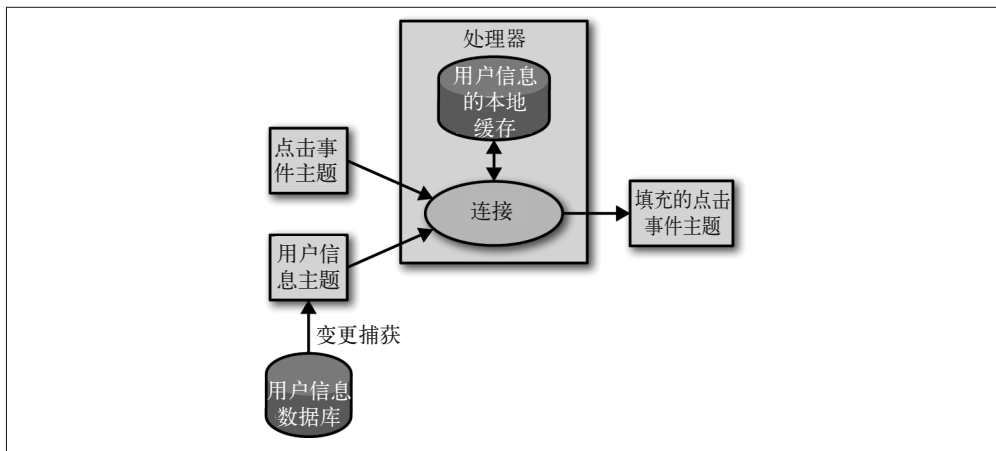 处理器
用户信息
的本地
缓存
点击事
件主题
连接
填充的点击
事件主题
用户信
息主题
变更捕获
用户信息
数据库